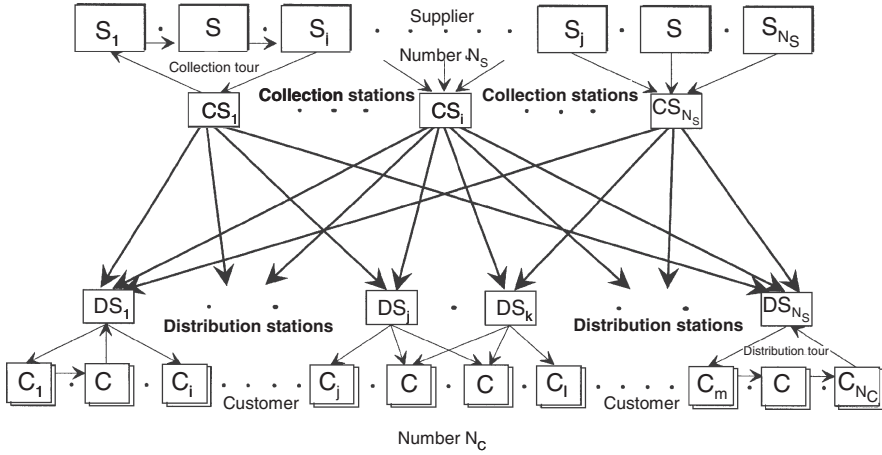 S1 S Si Supplier Sj S SNS
Number NS
Collection tour
Collection stations Collection stations
CS1 CSi CSNS
DS1 DSj DSk DSNS
Distribution stations Distribution stations
Distribution tour
C1 C Ci Cj C C Cl Cm C CNC
Customer Customer
Number NC